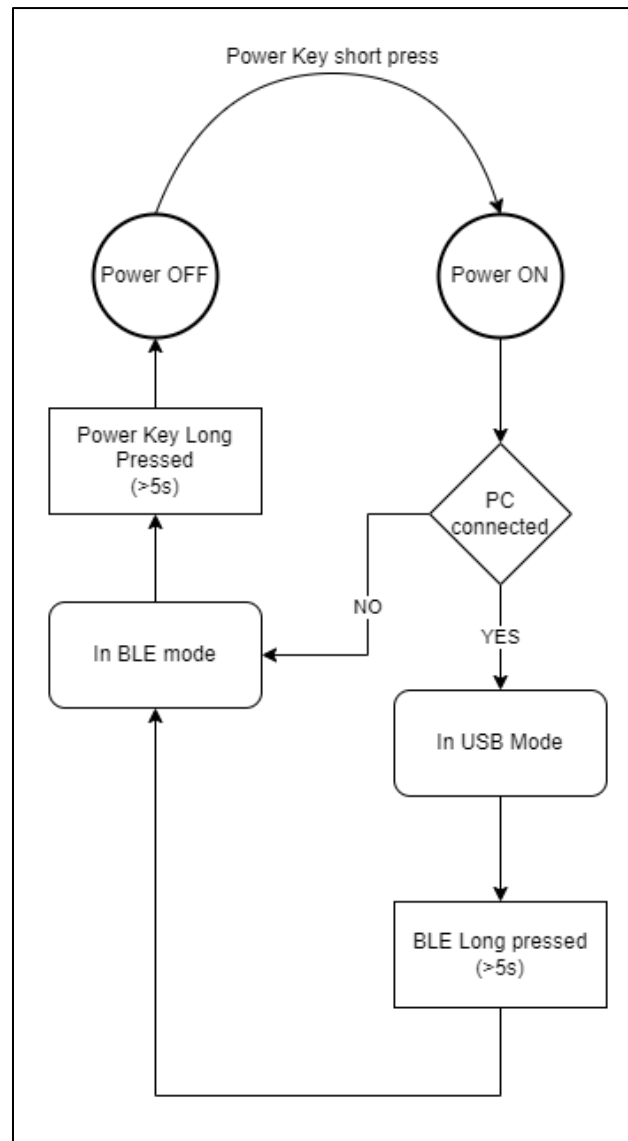 Power Key short press
Power OFF
Power ON
Power Key Long
Pressed
(>5s)
PC
connected
NO
YES
In BLE mode
In USB Mode
BLE Long pressed
(>5s)